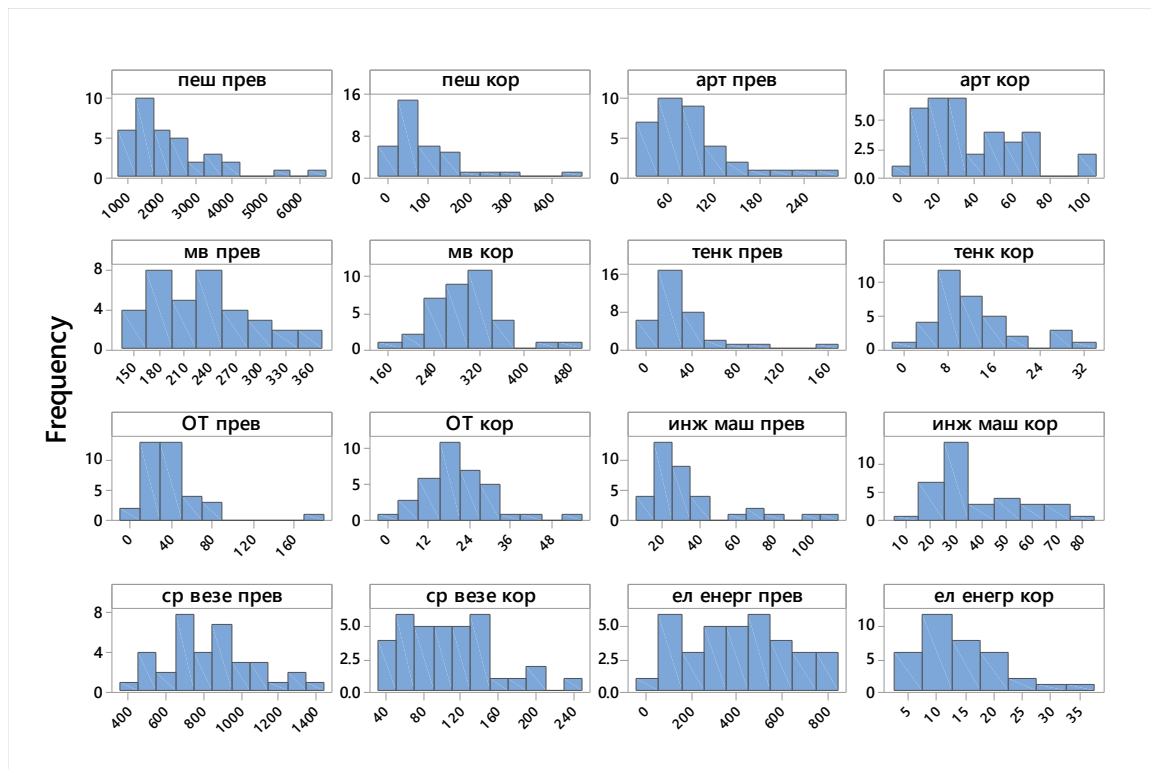 Frequency
пеш прев
10
5
0
1000 2000 3000 4000 5000 6000
пеш кор
16
8
0
0 100 200 300 400
арт прев
10
5
0
60 120 180 240
арт кор
5.0
2.5
0.0
0 20 40 60 80 100
мв прев
8
4
0
150 180 210 240 270 300 330 360
мв кор
10
5
0
160 240 320 400 480
тенк прев
16
8
0
0 40 80 120 160
тенк кор
10
5
0
0 8 16 24 32
ОТ прев
10
5
0
0 40 80 120 160
ОТ кор
10
5
0
0 12 24 36 48
инж маш прев
10
5
0
20 40 60 80 100
инж маш кор
10
5
0
10 20 30 40 50 60 70 80
ср везе прев
8
4
0
400 600 800 1000 1200 1400
ср везе кор
5.0
2.5
0.0
40 80 120 160 200 240
ел енерг прев
5.0
2.5
0.0
0 200 400 600 800
ел енегр кор
10
5
0
5 10 15 20 25 30 35